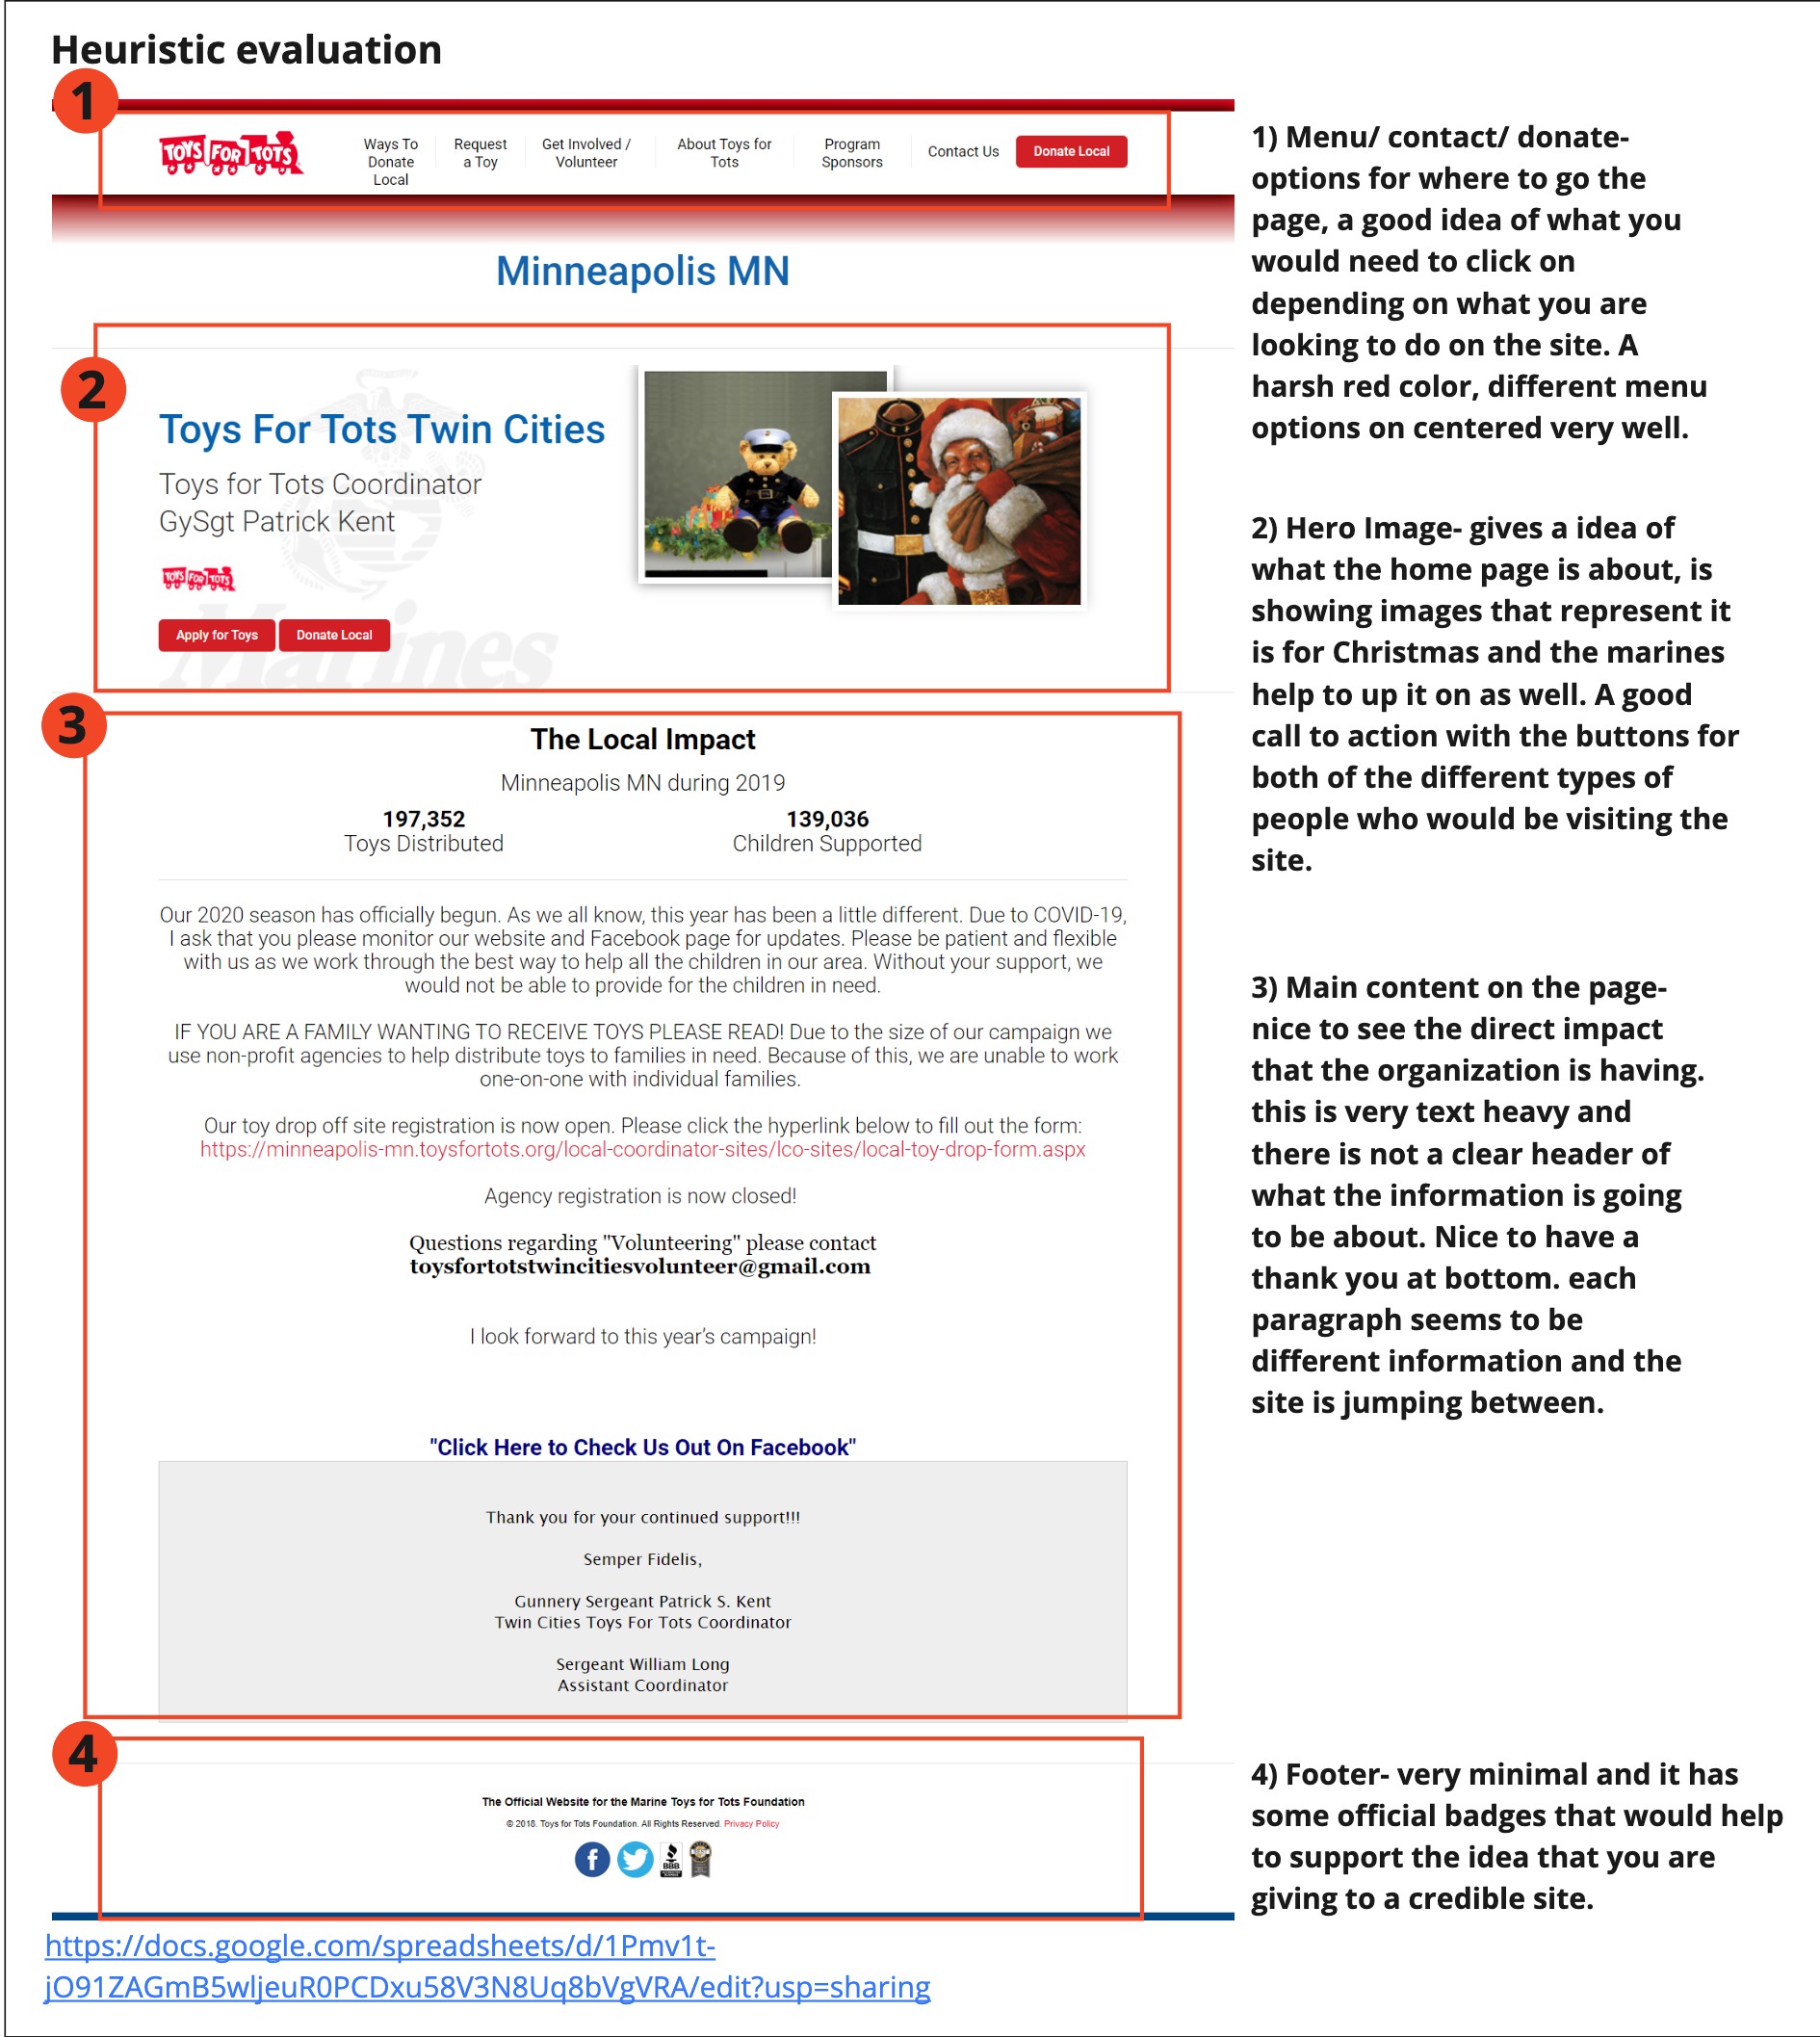 Heuristic evaluation
1
TOYS FOR TOTS
Ways To
Donate
Local
Request
a Toy
Get Involved /
Volunteer
About Toys for
Tots
Program
Sponsors
Contact Us
Donate Local
Minneapolis MN
2
Toys For Tots Twin Cities
Toys for Tots Coordinator
GySgt Patrick Kent
TOYS FOR TOTS
Apply for Toys
Donate Local
Marines
3
The Local Impact
Minneapolis MN during 2019
197,352
Toys Distributed
139,036
Children Supported
Our 2020 season has officially begun. As we all know, this year has been a little different. Due to COVID-19,
I ask that you please monitor our website and Facebook page for updates. Please be patient and flexible
with us as we work through the best way to help all the children in our area. Without your support, we
would not be able to provide for the children in need.
IF YOU ARE A FAMILY WANTING TO RECEIVE TOYS PLEASE READ! Due to the size of our campaign we
use non-profit agencies to help distribute toys to families in need. Because of this, we are unable to work
one-on-one with individual families.
Our toy drop off site registration is now open. Please click the hyperlink below to fill out the form:
https://minneapolis-mn.toysfortots.org/local-coordinator-sites/lco-sites/local-toy-drop-form.aspx
Agency registration is now closed!
Questions regarding "Volunteering" please contact
toysfortotstwincitiesvolunteer@gmail.com
I look forward to this year's campaign!
"Click Here to Check Us Out On Facebook"
Thank you for your continued support!!!
Semper Fidelis,
Gunnery Sergeant Patrick S. Kent
Twin Cities Toys For Tots Coordinator
Sergeant William Long
Assistant Coordinator
4
The Official Website for the Marine Toys for Tots Foundation
© 2018. Toys for Tots Foundation. All Rights Reserved. Privacy Policy
BBB
https://docs.google.com/spreadsheets/d/1Pmv1t-
jO91ZAGmB5wljeuR0PCDxu58V3N8Uq8bVgVRA/edit?usp=sharing
1) Menu/ contact/ donate-
options for where to go the
page, a good idea of what you
would need to click on
depending on what you are
looking to do on the site. A
harsh red color, different menu
options on centered very well.
2) Hero Image- gives a idea of
what the home page is about, is
showing images that represent it
is for Christmas and the marines
help to up it on as well. A good
call to action with the buttons for
both of the different types of
people who would be visiting the
site.
3) Main content on the page-
nice to see the direct impact
that the organization is having.
this is very text heavy and
there is not a clear header of
what the information is going
to be about. Nice to have a
thank you at bottom. each
paragraph seems to be
different information and the
site is jumping between.
4) Footer- very minimal and it has
some official badges that would help
to support the idea that you are
giving to a credible site.